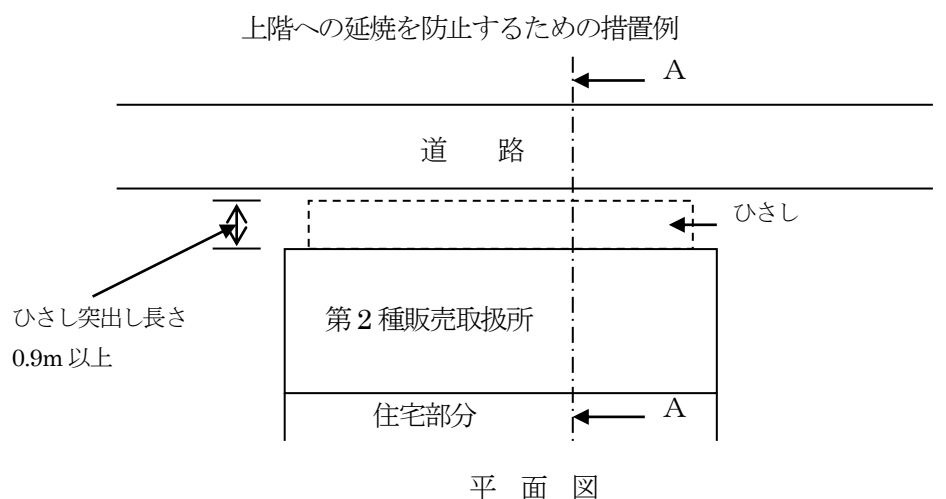 上階への延焼を防止するための措置例
A
道 路
ひさし
ひさし突出し長さ
0.9m 以上
第2種販売取扱所
住宅部分
A
平 面 図